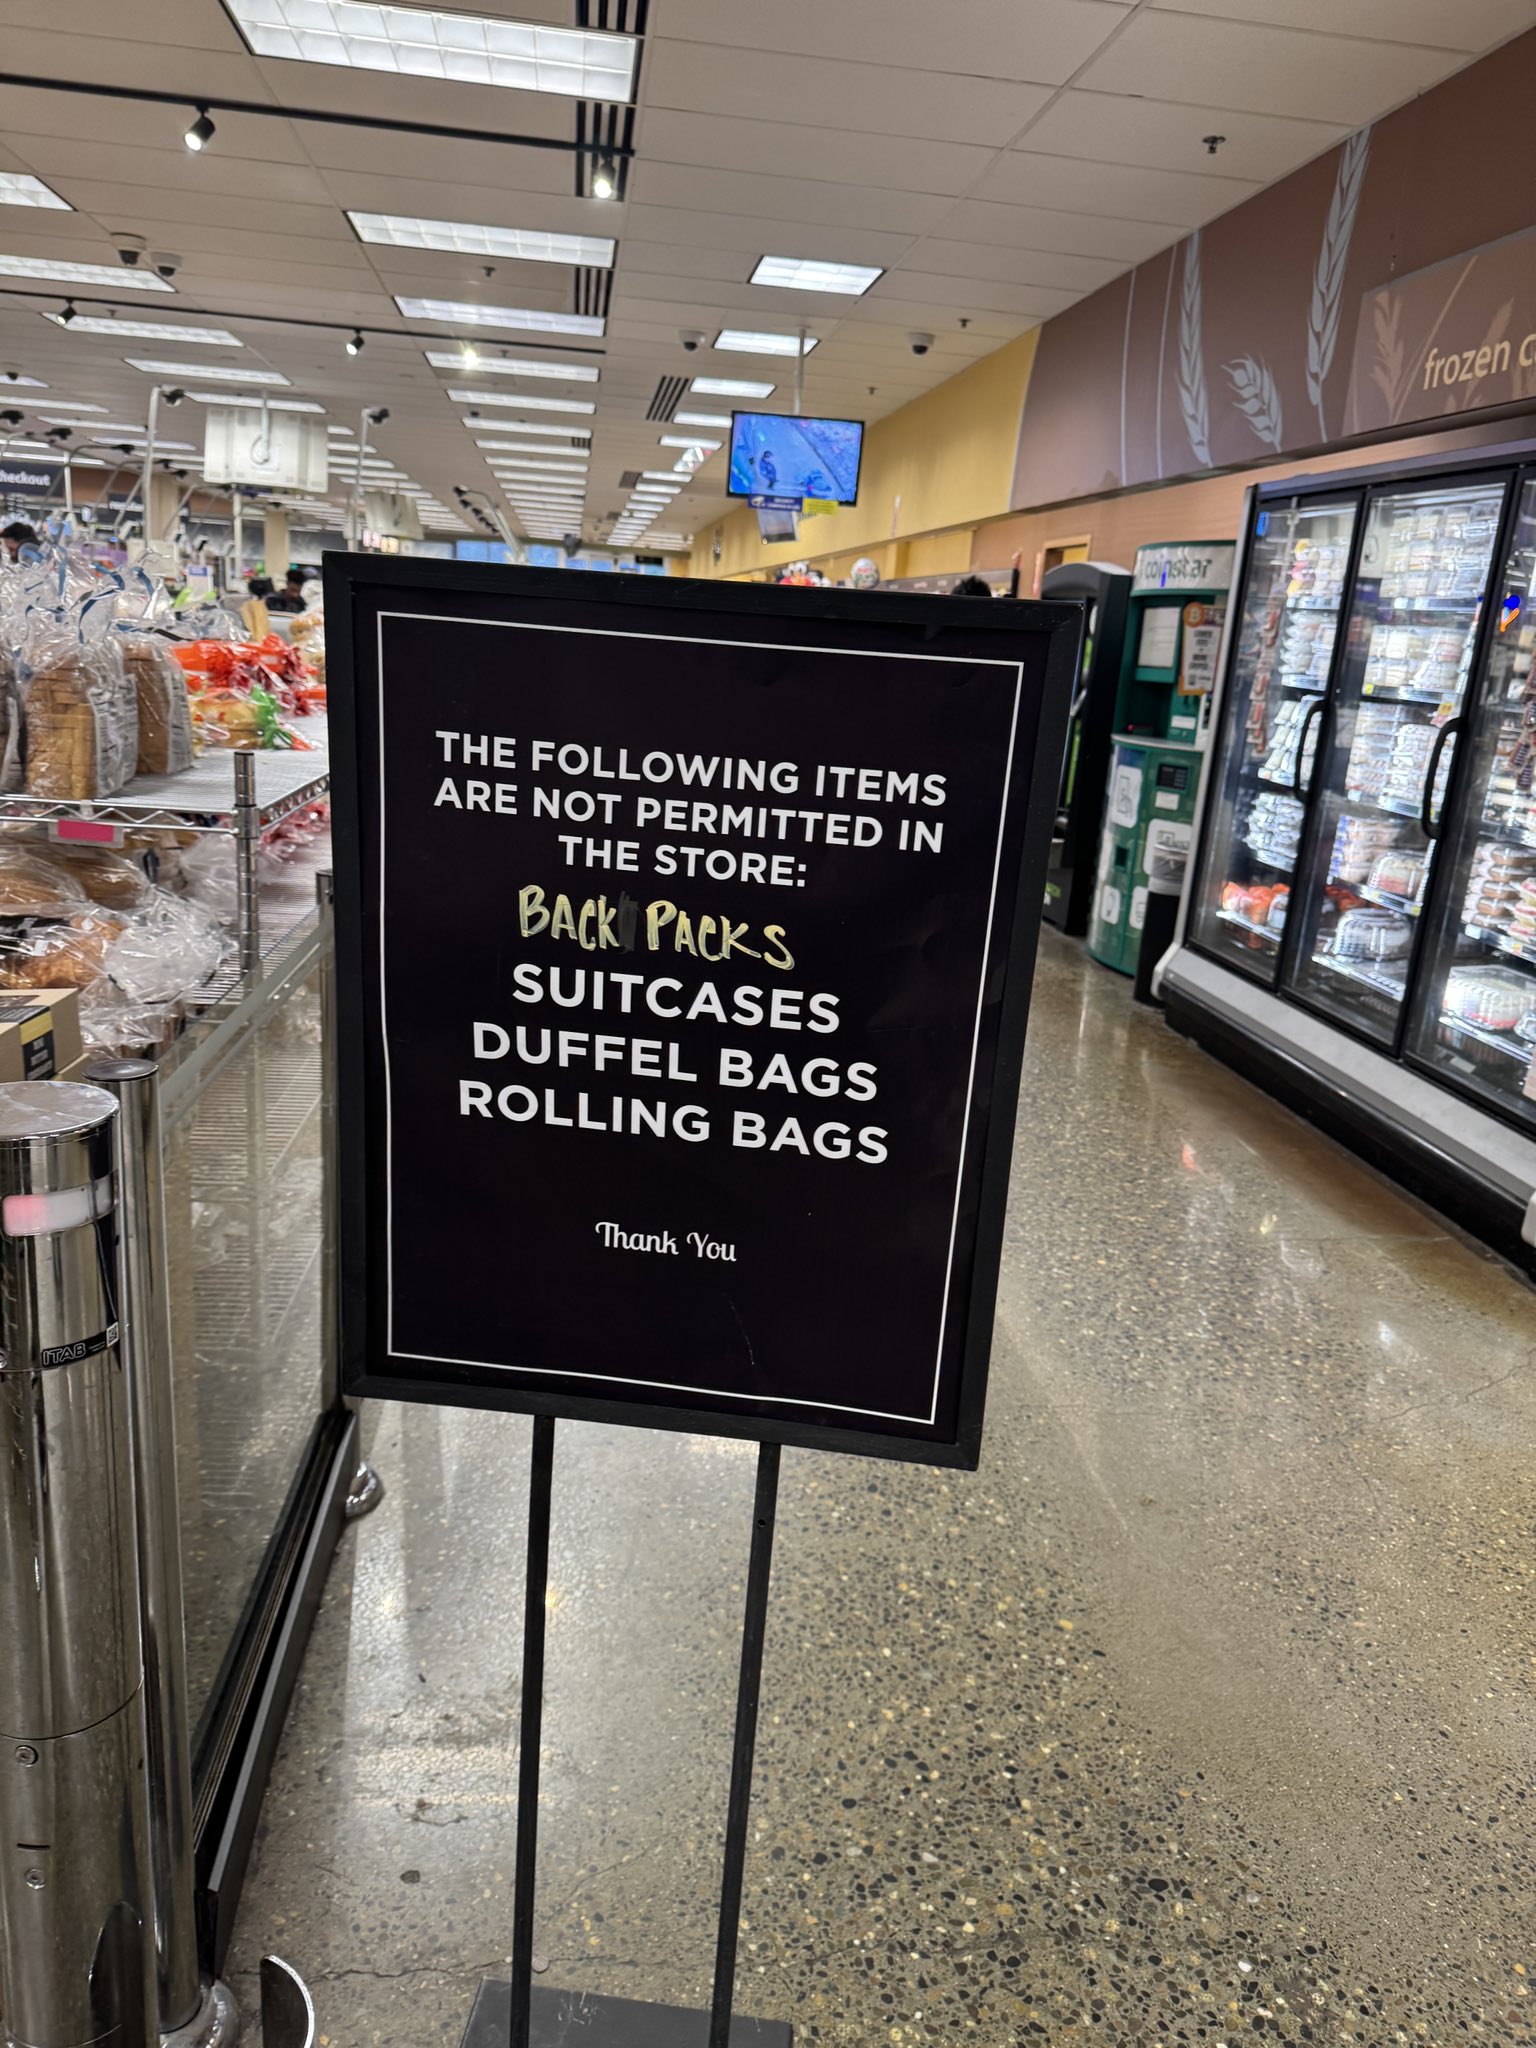 frozen c
heckout
coinstar
THE FOLLOWING ITEMS
ARE NOT PERMITTED IN
THE STORE:
BACK PACKS
SUITCASES
DUFFEL BAGS
ROLLING BAGS
Thank You
ITAB